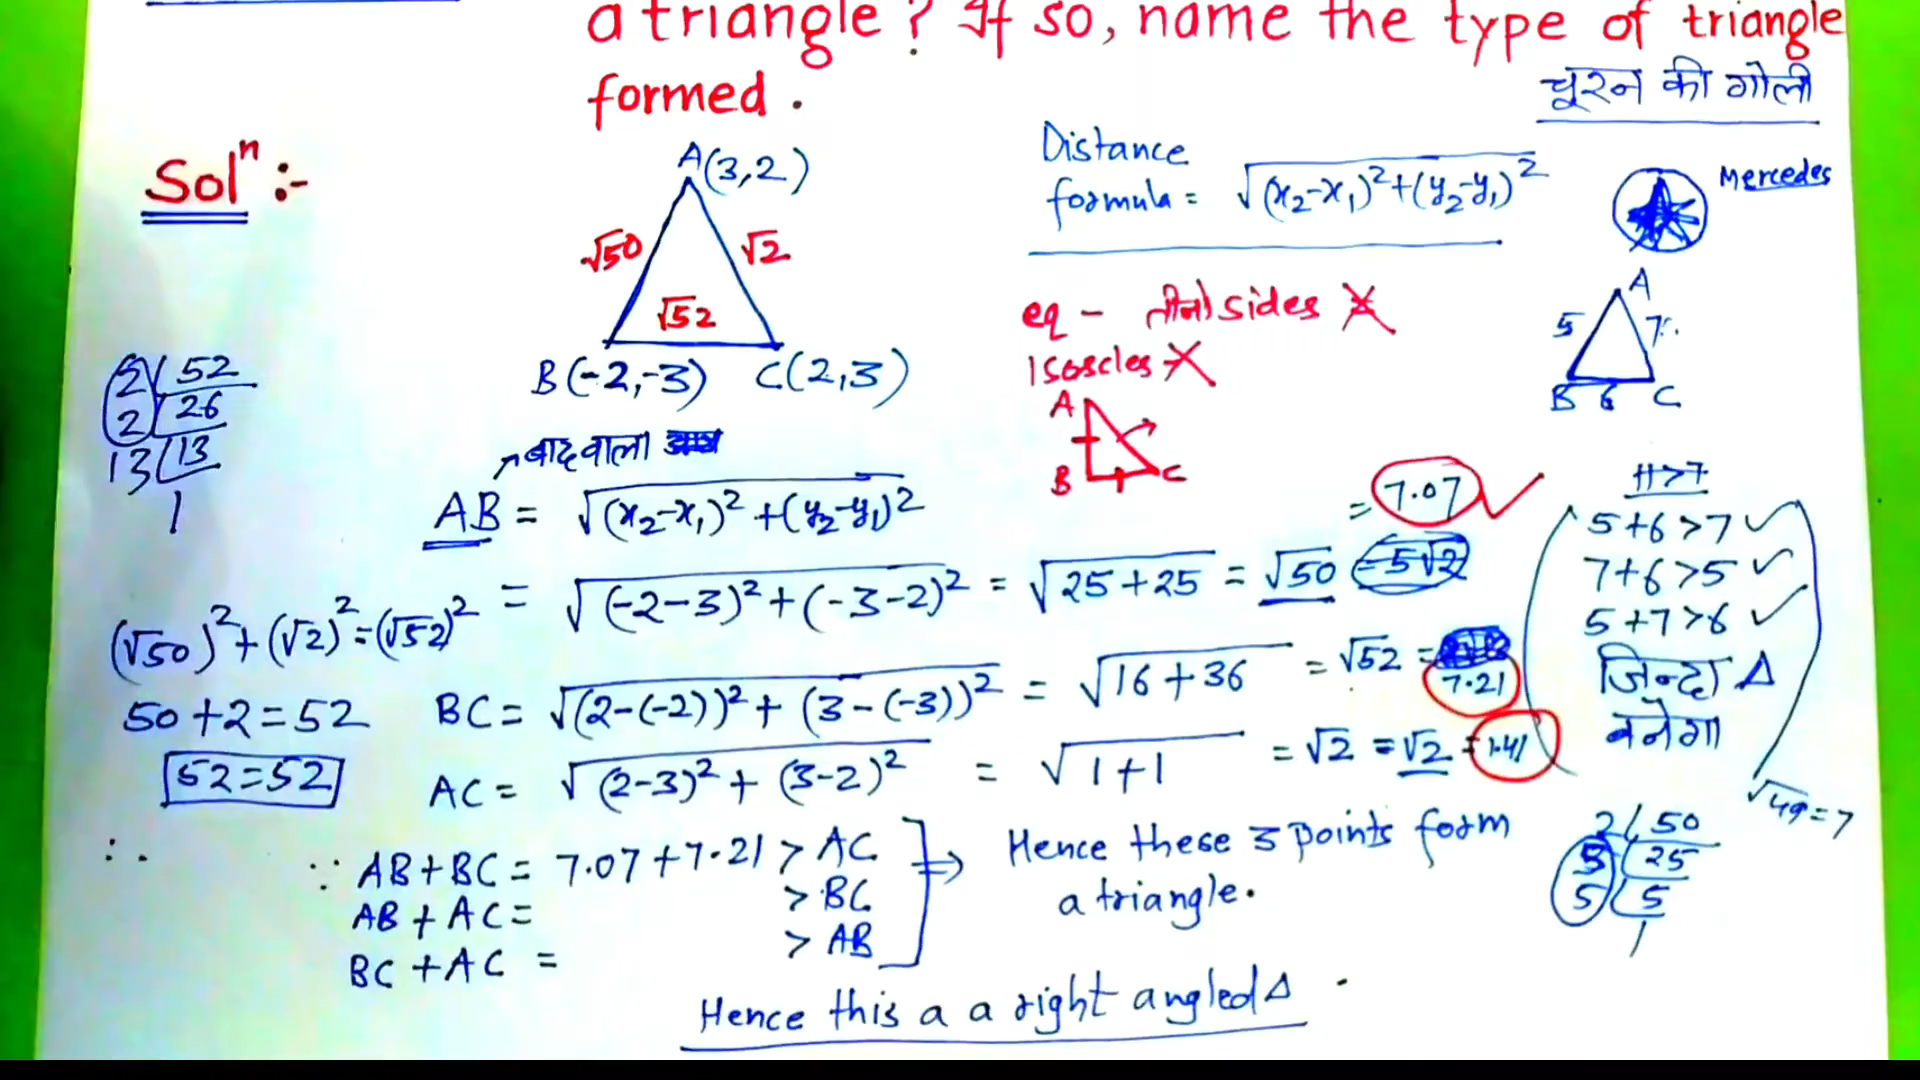 a triangle? If so, name the type of triangle
formed.
चूरन की गोली
Solⁿ :-
A(3,2)
√50
√2
√52
B(-2,-3) C(2,3)
Distance
formula = √(x₂-x₁)²+(y₂-y₁)²
Mercedes
eq - तीनो sides X
Isoscles X
A
B C
A
5 7
B 6 C
2 52
2 26
13 13
1
बाद वाला
AB = √(x₂-x₁)²+(y₂-y₁)²
= √(-2-3)²+(-3-2)² = √25+25 = √50 =5√2
= 7.07
BC = √(2-(-2))²+(3-(-3))² = √16+36 = √52 =
7.21
AC = √(2-3)²+(3-2)² = √1+1 = √2 = √2 = 1.41
(√50)²+(√2)²=(√52)²
50+2=52
52=52
11>7
5+6>7 ✓
7+6>5 ✓
5+7>6 ✓
जिन्दा Δ
बनेगा
√49=7
2 50
5 25
5 5
1
∴
∵ AB+BC = 7.07+7.21 > AC
AB+AC = > BC
BC+AC = > AB
⇒ Hence these 3 points form
a triangle.
Hence this a a right angled Δ